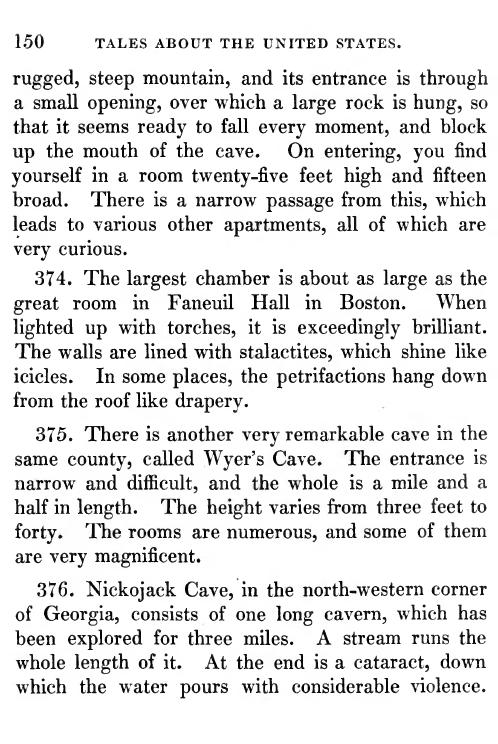 150 TALES ABOUT THE UNITED STATES.
rugged, steep mountain, and its entrance is through
a small opening, over which a large rock is hung, so
that it seems ready to fall every moment, and block
up the mouth of the cave. On entering, you find
yourself in a room twenty-five feet high and fifteen
broad. There is a narrow passage from this, which
leads to various other apartments, all of which are
very curious.
374. The largest chamber is about as large as the
great room in Faneuil Hall in Boston. When
lighted up with torches, it is exceedingly brilliant.
The walls are lined with stalactites, which shine like
icicles. In some places, the petrifactions hang down
from the roof like drapery.
375. There is another very remarkable cave in the
same county, called Wyer's Cave. The entrance is
narrow and difficult, and the whole is a mile and a
half in length. The height varies from three feet to
forty. The rooms are numerous, and some of them
are very magnificent.
376. Nickojack Cave, in the north-western corner
of Georgia, consists of one long cavern, which has
been explored for three miles. A stream runs the
whole length of it. At the end is a cataract, down
which the water pours with considerable violence.